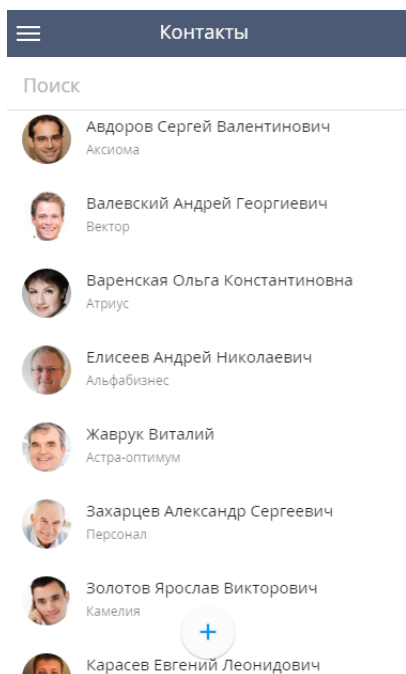 Контакты
Поиск
Авдоров Сергей Валентинович
Аксиома
Валевский Андрей Георгиевич
Вектор
Варенская Ольга Константиновна
Атриус
Елисеев Андрей Николаевич
Альфабизнес
Жаврук Виталий
Астра-оптимум
Захарцев Александр Сергеевич
Персонал
Золотов Ярослав Викторович
Камелия
+
Карасев Евгений Леонидович